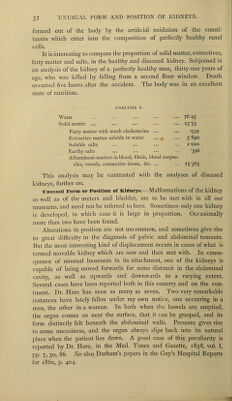 32 UNUSUAL FORM AND POSITION OF KIDNEYS.
formed out of the body by the artificial oxidation of the consti-
tuents which enter into the composition of perfectly healthy renal
cells.
It is interesting to compare the proportion of solid matter, extractives,
fatty matter and salts, in the healthy and diseased kidney. Subjoined is
an analysis of the kidney of a perfectly healthy man, thirty-one years of
age, who was killed by falling from a second floor window. Death
occurred five hours after the accident. The body was in an excellent
state of nutrition.
ANALYSIS 2.
Water ... 76·45
Solid matter ... 23·55
Fatty matter with much cholesterine ... ·939
Extractive matter soluble in water ... 5·840
Soluble salts 1·010
Earthy salts ·396
Albuminous matters in blood, fibrin, blood corpus-
cles, vessels, connective tissue, &c. ... 15·365
This analysis may be contrasted with the analyses of diseased
kidneys, further on.
Unusual Form or Position of Kidneys.—Malformations of the kidney
as well as of the ureters and bladder, are to be met with in all our
museums, and need not be referred to here. Sometimes only one kidney
is developed, in which case it is large in proportion. Occasionally
more than two have been found.
Alterations in position are not uncommon, and sometimes give rise
to great difficulty in the diagnosis of pelvic and abdominal tumours.
But the most interesting kind of displacement occurs in cases of what is
termed movable kidney which are now and then met with. In conse-
quence of unusual looseness in its attachment, one of the kidneys is
capable of being moved forwards for some distance in the abdominal
cavity, as well as upwards and downwards to a varying extent.
Several cases have been reported both in this country and on the con-
tinent. Dr. Hare has seen as many as seven. Two very remarkable
instances have lately fallen under my own notice, one occurring in a
man, the other in a woman. In both when the bowels are emptied,
the organ comes so near the surface, that it can be grasped, and its
form distinctly felt beneath the abdominal walls. Pressure gives rise
to some uneasiness, and the organ always slips back into its natural
place when the patient lies down. A good case of this peculiarity is
reported by Dr. Hare, in the Med. Times and Gazette, 1858, vol. I,
pp. 7, 30, 86. See also Durham's papers in the Guy's Hospital Reports
for 1860, p. 404.